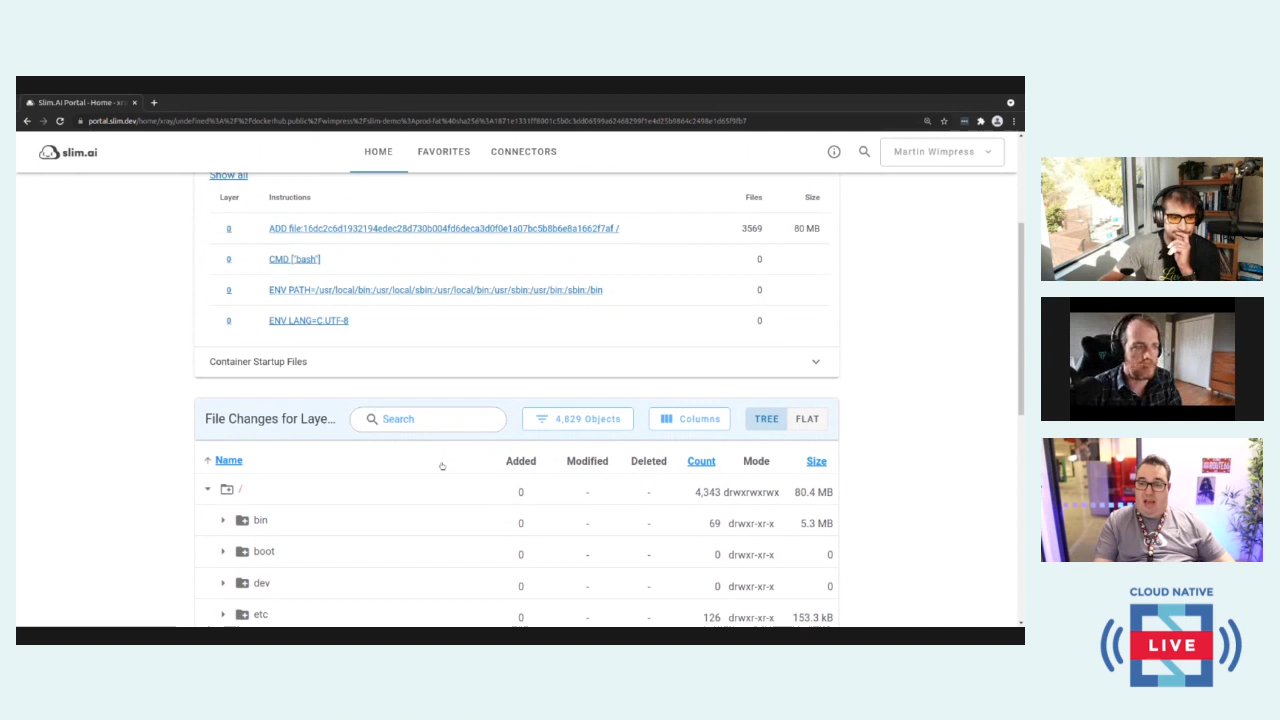 Slim.AI Portal - Home - xr
slim.ai
HOME
FAVORITES
CONNECTORS
Martin Wimpress
Show all
Layer Instructions Files Size
0 ADD file:16dc2c6d1932194edec28d730b004fd6deca3d0f0e1a07bc5b8b6e8a1662f7af / 3569 80 MB
0 CMD ["bash"] 0
0 ENV PATH=/usr/local/bin:/usr/local/sbin:/usr/local/bin:/usr/sbin:/usr/bin:/sbin:/bin 0
0 ENV LANG=C.UTF-8 0
Container Startup Files
File Changes for Laye... Search 4,829 Objects Columns TREE FLAT
Name Added Modified Deleted Count Mode Size
/ 0 - - 4,343 drwxrwxrwx 80.4 MB
bin 0 - - 69 drwxr-xr-x 5.3 MB
boot 0 - - 0 drwxr-xr-x 0
dev 0 - - 0 drwxr-xr-x 0
etc 0 - - 126 drwxr-xr-x 153.3 kB
ROUTE66
CLOUD NATIVE
LIVE